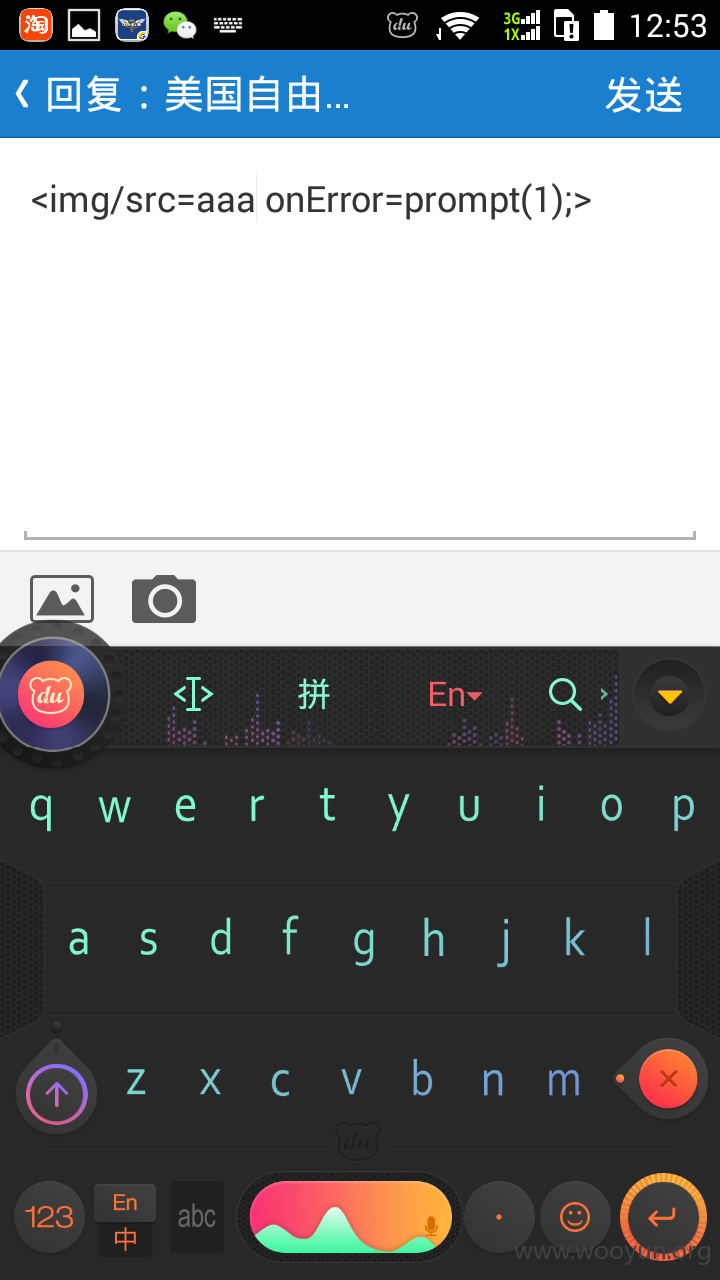 淘
du
3G
1X
12:53
回复：美国自由...
发送
<img/src=aaa onError=prompt(1);>
du
拼
En
q w e r t y u i o p
a s d f g h j k l
z x c v b n m
du
123
En
中
abc
www.wooyun.org